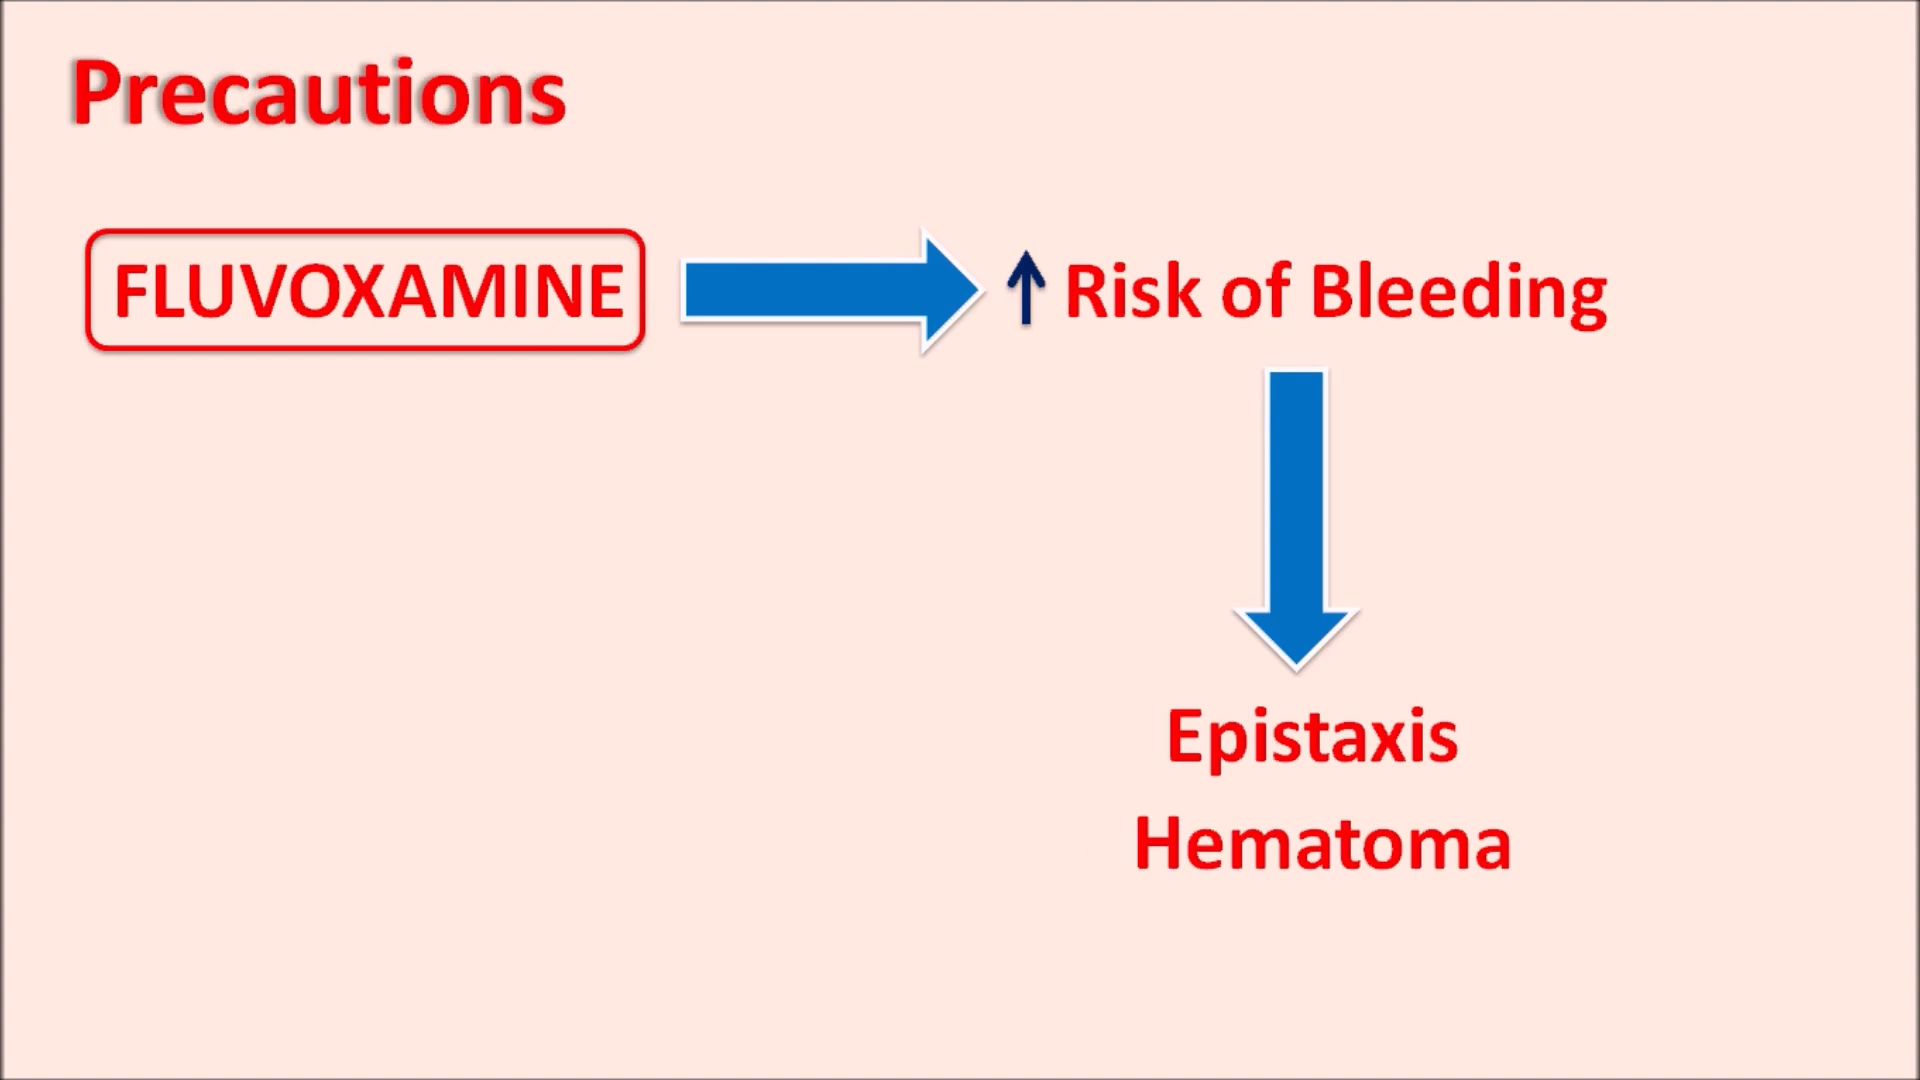 Precautions
FLUVOXAMINE ↑ Risk of Bleeding
Epistaxis
Hematoma